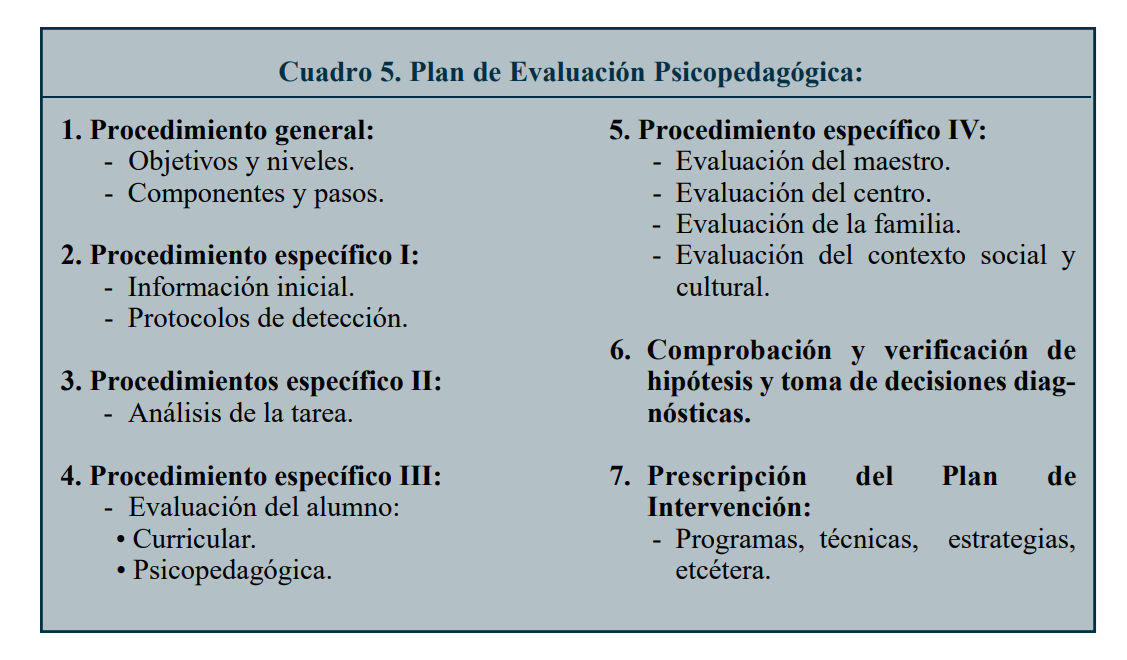 Cuadro 5. Plan de Evaluación Psicopedagógica:
1. Procedimiento general:
- Objetivos y niveles.
- Componentes y pasos.
2. Procedimiento específico I:
- Información inicial.
- Protocolos de detección.
3. Procedimientos específico II:
- Análisis de la tarea.
4. Procedimiento específico III:
- Evaluación del alumno:
• Curricular.
• Psicopedagógica.
5. Procedimiento específico IV:
- Evaluación del maestro.
- Evaluación del centro.
- Evaluación de la familia.
- Evaluación del contexto social y
cultural.
6. Comprobación y verificación de
hipótesis y toma de decisiones diag-
nósticas.
7. Prescripción del Plan de
Intervención:
- Programas, técnicas, estrategias,
etcétera.